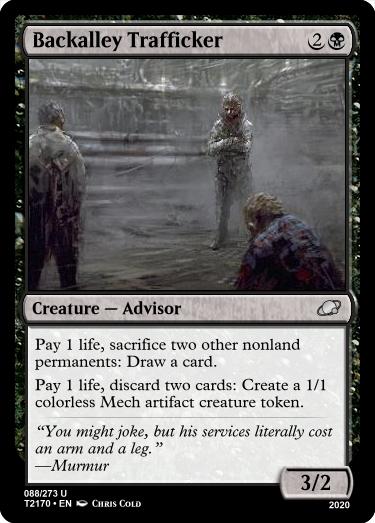 Backalley Trafficker 2
Creature — Advisor
Pay 1 life, sacrifice two other nonland
permanents: Draw a card.
Pay 1 life, discard two cards: Create a 1/1
colorless Mech artifact creature token.
“You might joke, but his services literally cost
an arm and a leg.”
—Murmur
3/2
088/273 U
T2170 • EN Chris Cold
2020